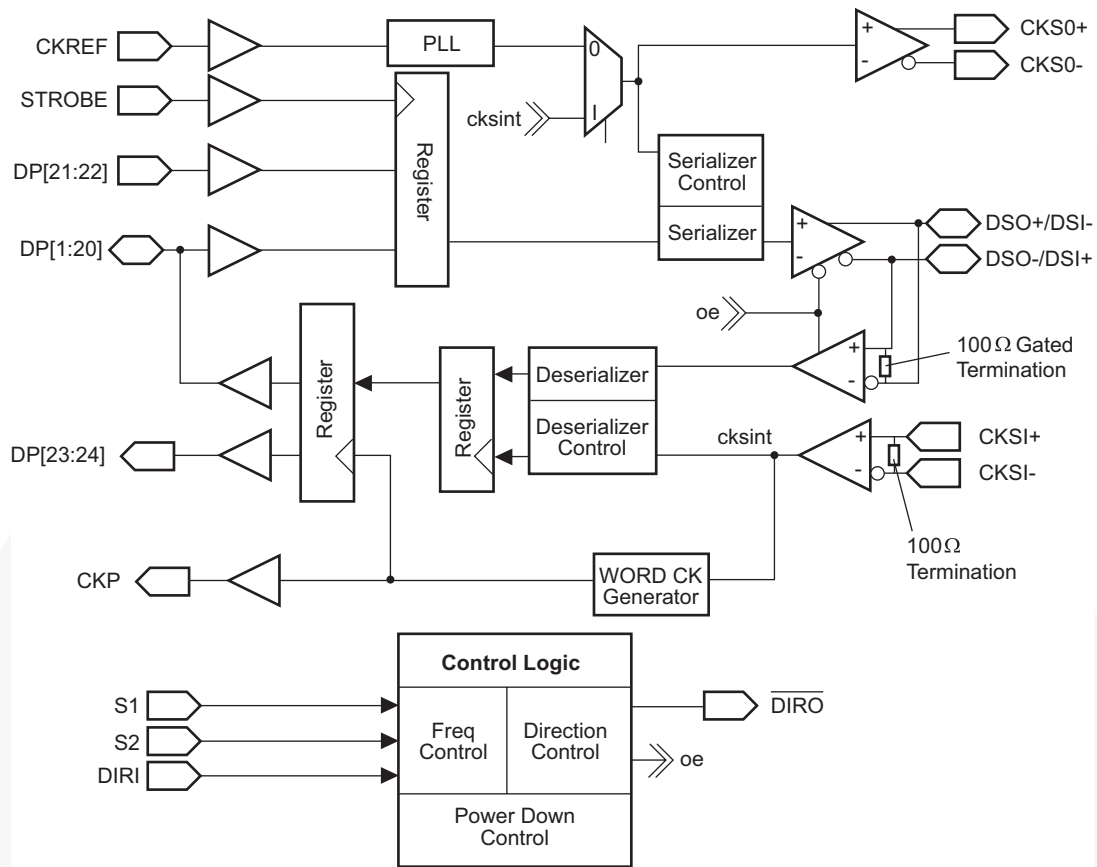 CKREF
PLL
0
+
-
CKS0+
CKS0-
STROBE
cksint
I
Register
DP[21:22]
Serializer
Control
Serializer
DP[1:20]
+
-
DSO+/DSI-
DSO-/DSI+
oe
+
-
100Ω Gated
Termination
Register
Register
Deserializer
Deserializer
Control
cksint
DP[23:24]
+
-
CKSI+
CKSI-
100Ω
Termination
CKP
WORD CK
Generator
Control Logic
S1
S2
DIRI
Freq
Control
Direction
Control
Power Down
Control
D̅I̅R̅O̅
oe